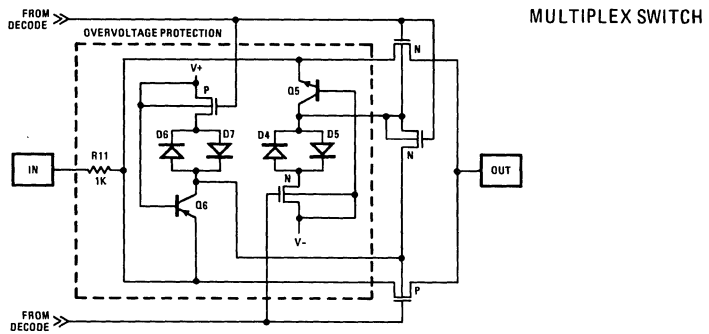 FROM
DECODE
MULTIPLEX SWITCH
OVERVOLTAGE PROTECTION
N
V+
P
Q5
D6
D7
D4
D5
N
IN
R11
1K
OUT
N
Q6
V-
P
FROM
DECODE